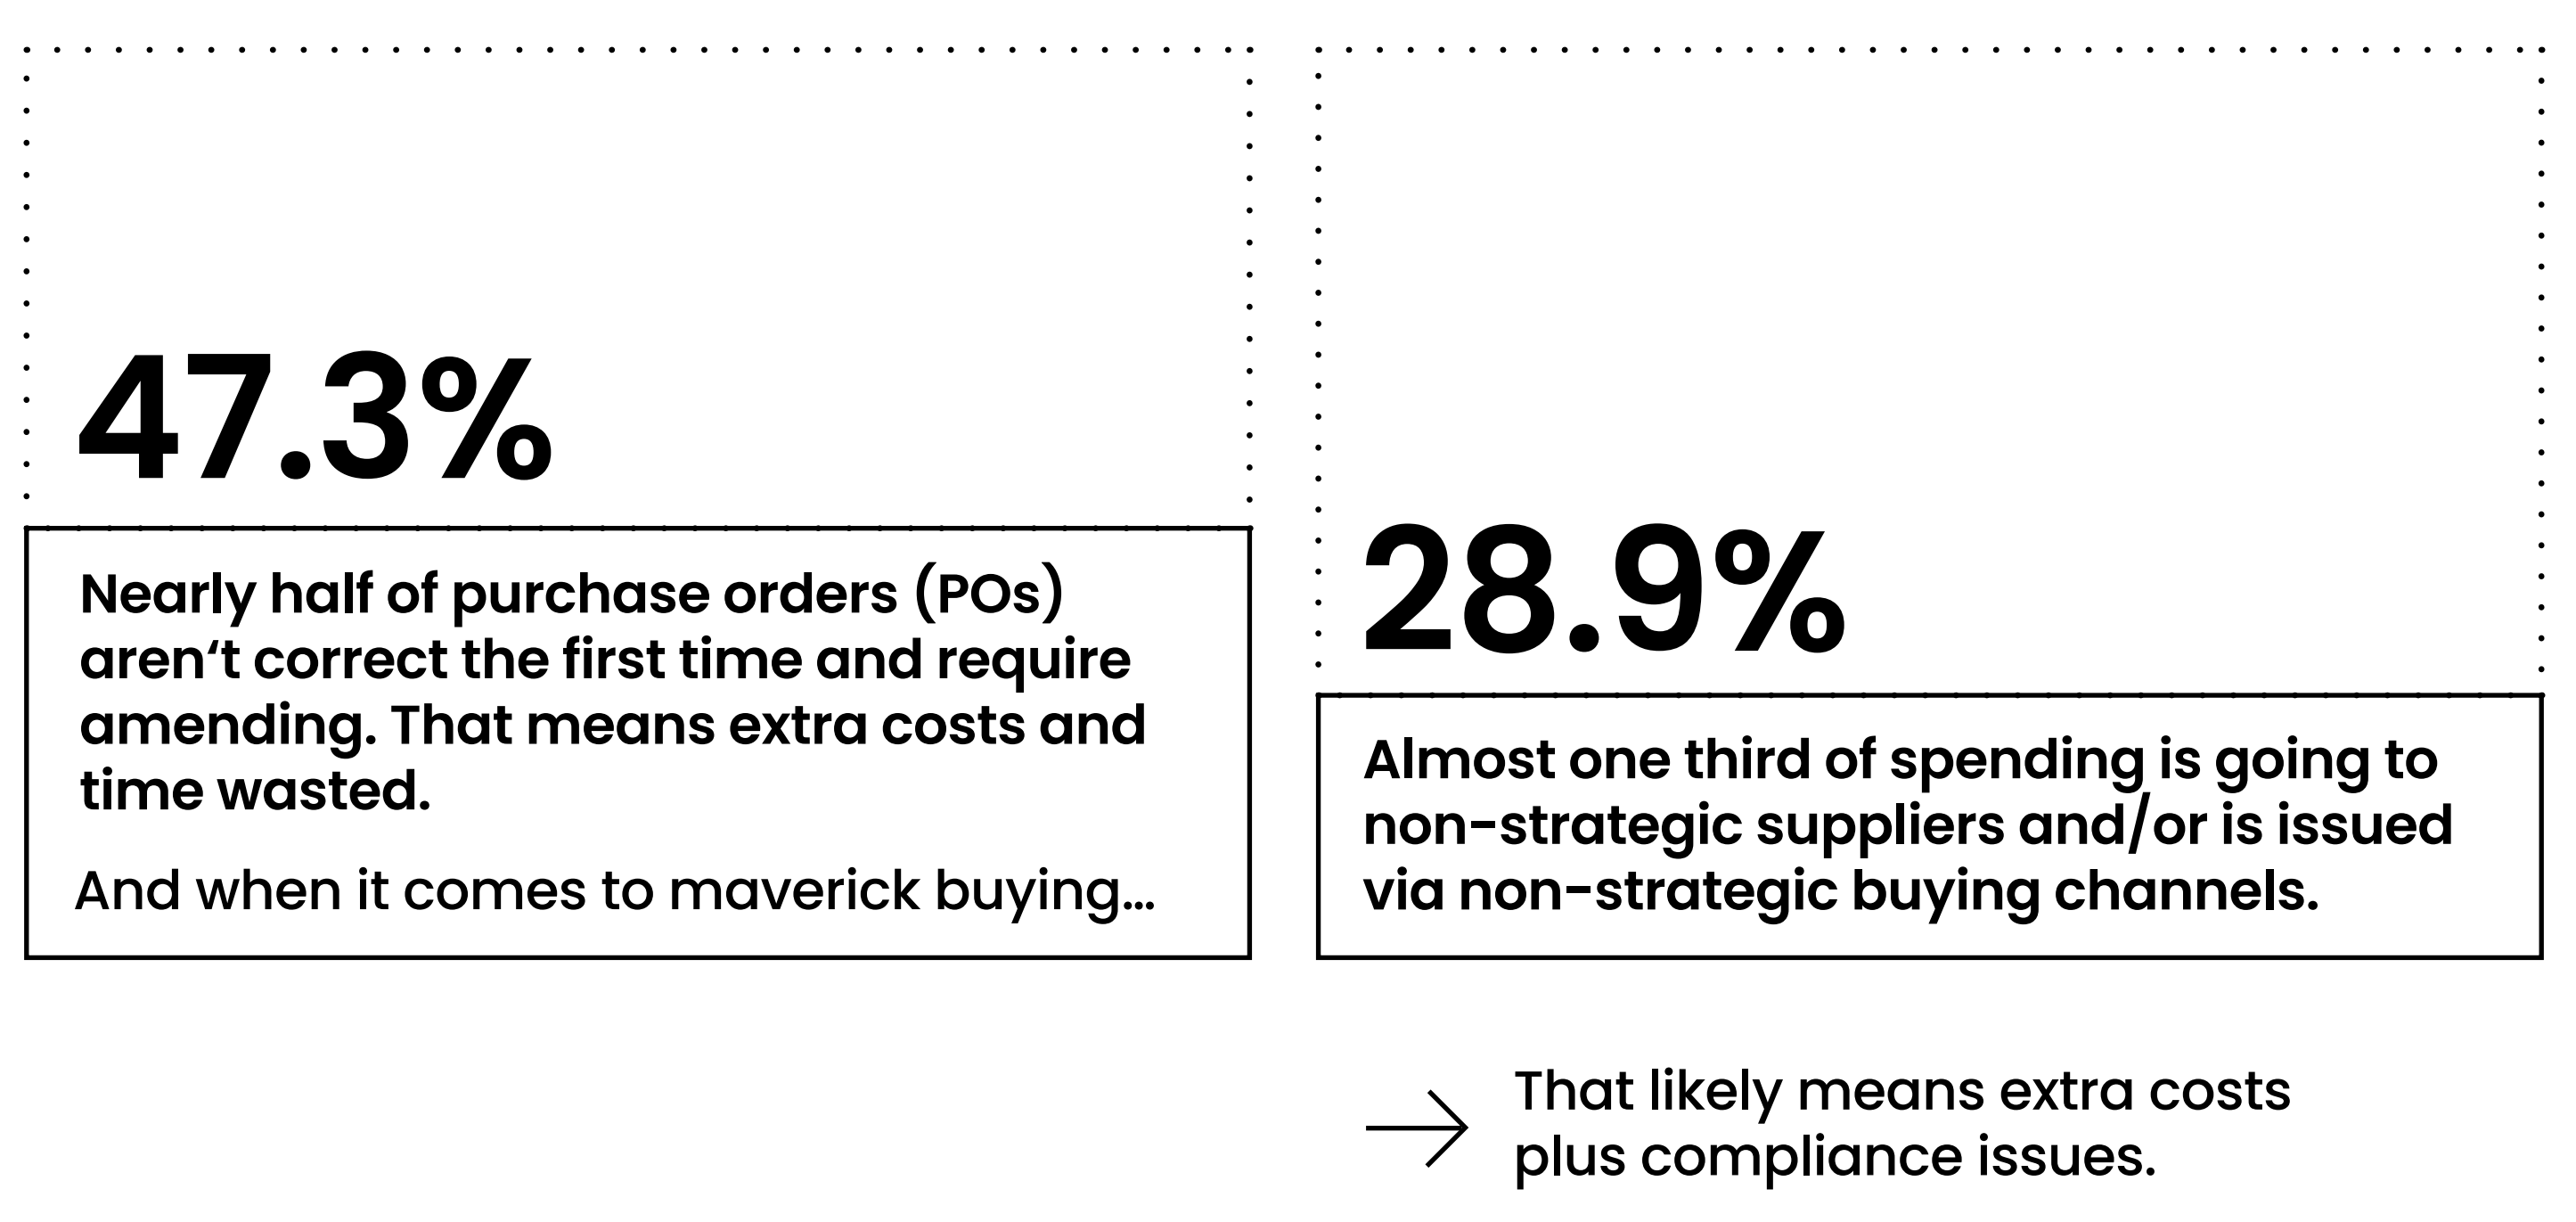 47.3%
Nearly half of purchase orders (POs)
aren‘t correct the first time and require
amending. That means extra costs and
time wasted.
And when it comes to maverick buying...
28.9%
Almost one third of spending is going to
non-strategic suppliers and/or is issued
via non-strategic buying channels.
That likely means extra costs
plus compliance issues.